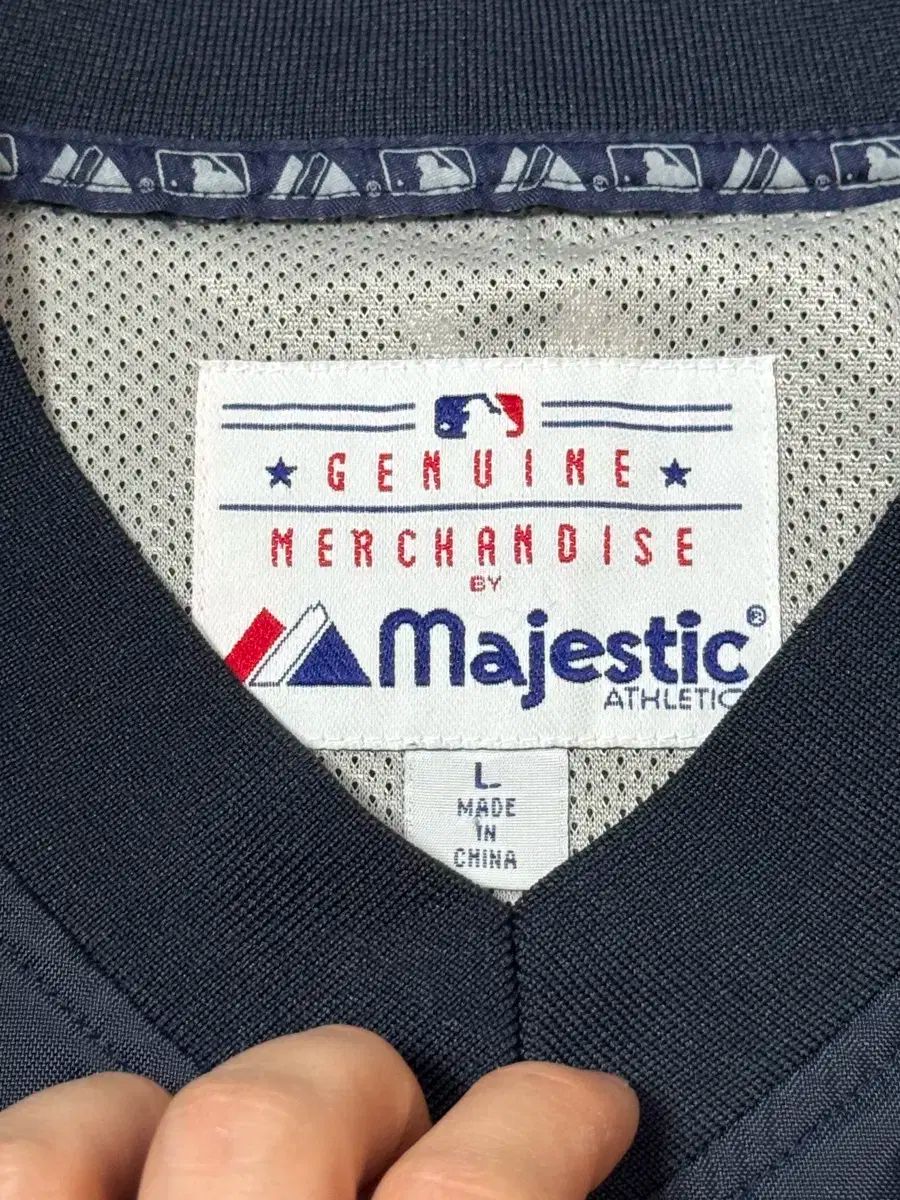 GENUINE
MERCHANDISE
BY
Majestic®
ATHLETIC
L
MADE
IN
CHINA